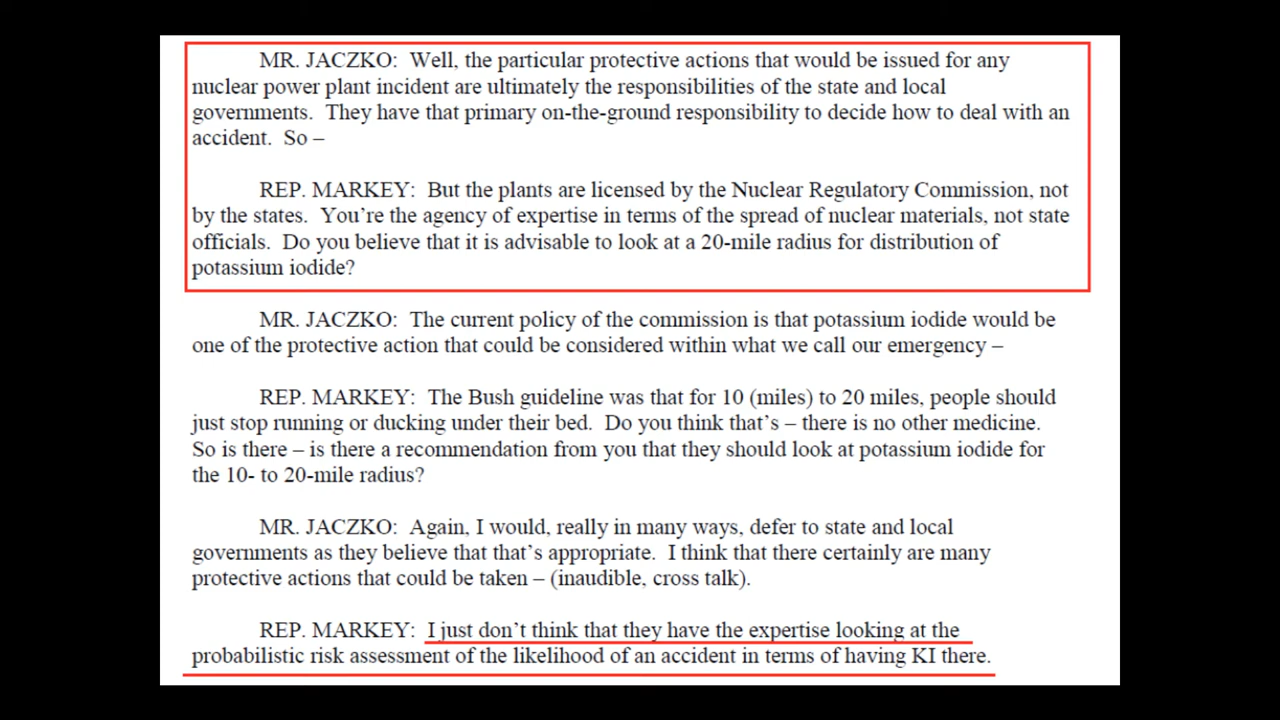 MR. JACZKO: Well, the particular protective actions that would be issued for any
nuclear power plant incident are ultimately the responsibilities of the state and local
governments. They have that primary on-the-ground responsibility to decide how to deal with an
accident. So –
REP. MARKEY: But the plants are licensed by the Nuclear Regulatory Commission, not
by the states. You’re the agency of expertise in terms of the spread of nuclear materials, not state
officials. Do you believe that it is advisable to look at a 20-mile radius for distribution of
potassium iodide?
MR. JACZKO: The current policy of the commission is that potassium iodide would be
one of the protective action that could be considered within what we call our emergency –
REP. MARKEY: The Bush guideline was that for 10 (miles) to 20 miles, people should
just stop running or ducking under their bed. Do you think that’s – there is no other medicine.
So is there – is there a recommendation from you that they should look at potassium iodide for
the 10- to 20-mile radius?
MR. JACZKO: Again, I would, really in many ways, defer to state and local
governments as they believe that that’s appropriate. I think that there certainly are many
protective actions that could be taken – (inaudible, cross talk).
REP. MARKEY: I just don’t think that they have the expertise looking at the
probabilistic risk assessment of the likelihood of an accident in terms of having KI there.